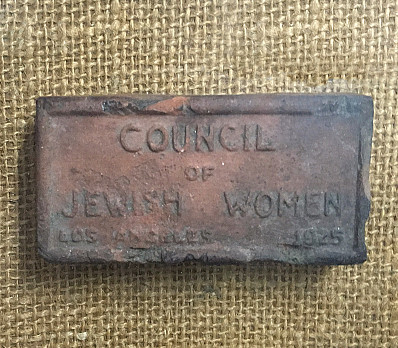 COUNCIL
OF
JEWISH WOMEN
LOS ANGELES 1925